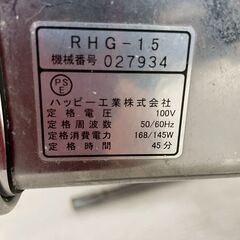 RHG-15
機械番号 027934
PS
E
ハッピー工業株式会社
定格電圧 100V
定格周波数 50/60Hz
定格消費電力 168/145W
定格時間 45分